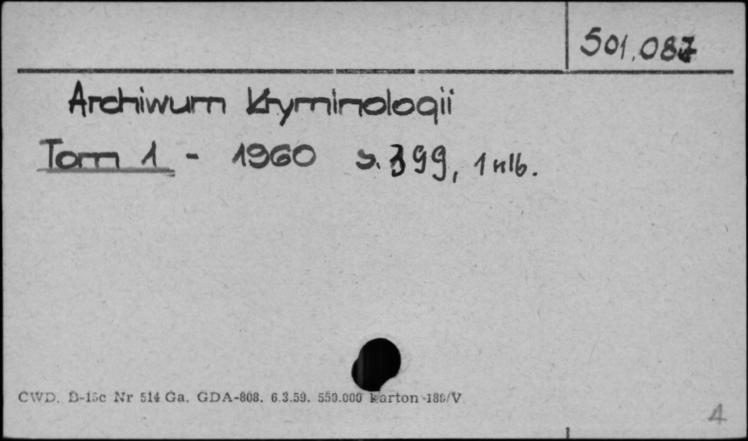 501.087
Archiwum Kryminologii
Tom 1 - 1960 s. 399, 1 nlb.
CWD. D-15c Nr 514 Ga. GDA-808. 6.3.59. 550.000 karton 180/V
4